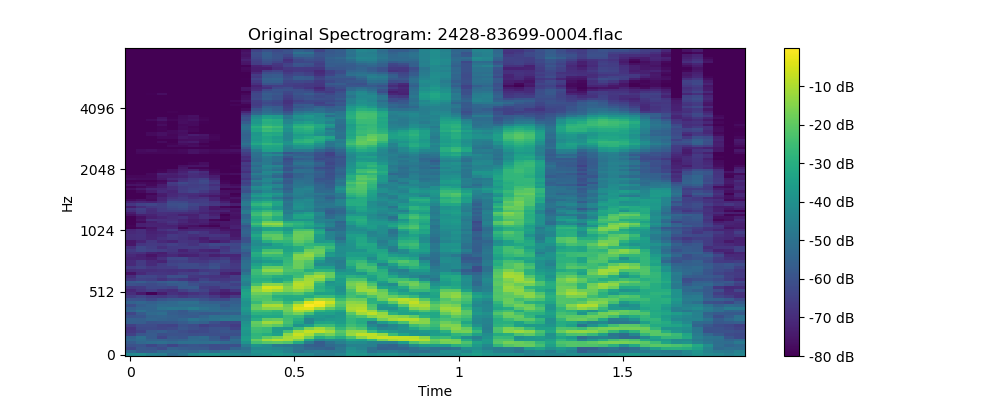 Original Spectrogram: 2428-83699-0004.flac
4096
2048
1024
512
0
Hz
0
0.5
1
1.5
Time
-10 dB
-20 dB
-30 dB
-40 dB
-50 dB
-60 dB
-70 dB
-80 dB